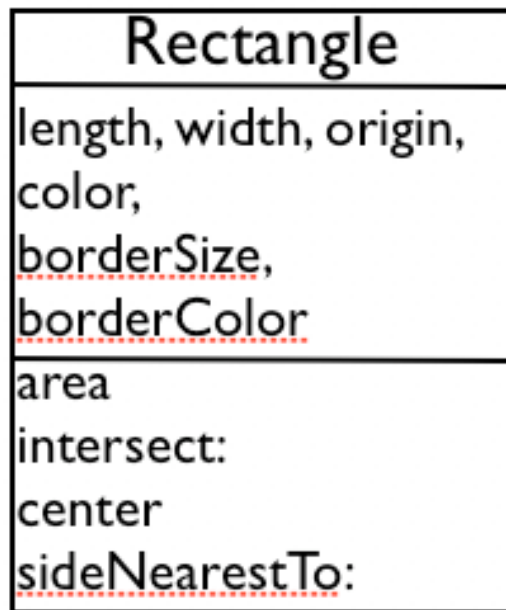 Rectangle
length, width, origin,
color,
borderSize,
borderColor
area
intersect:
center
sideNearestTo: